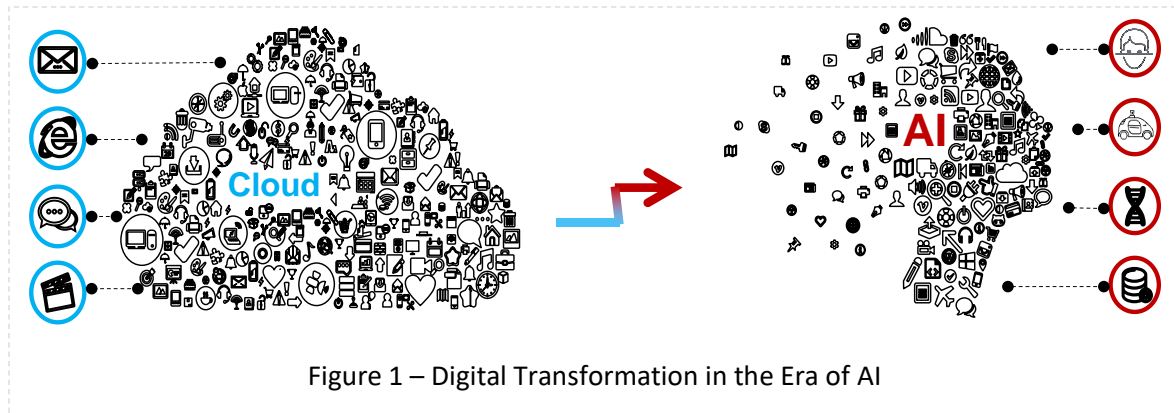 Cloud
AI
Figure 1 – Digital Transformation in the Era of AI